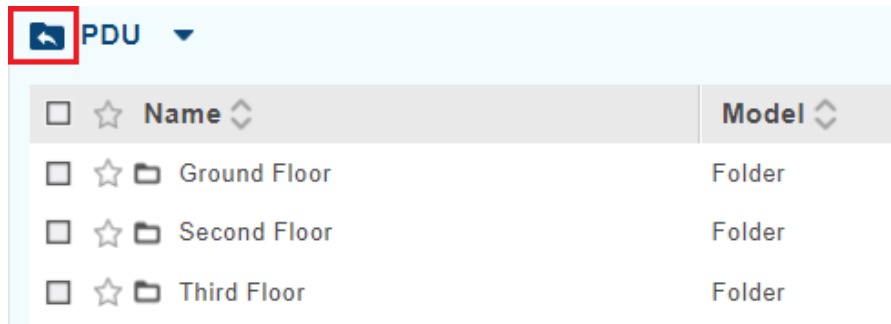 PDU
Name Model
Ground Floor Folder
Second Floor Folder
Third Floor Folder